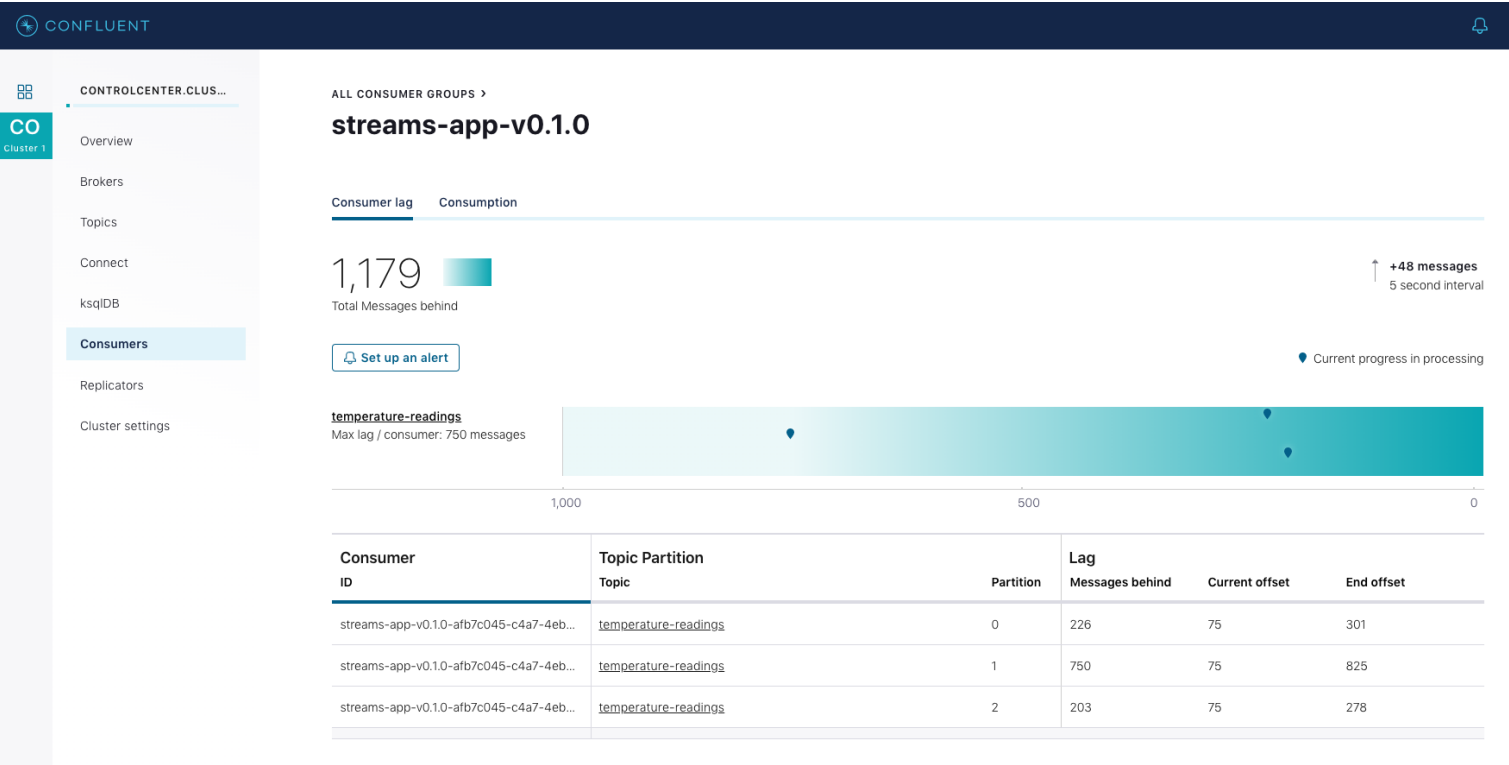 CONFLUENT
CONTROLCENTER.CLUS...
CO
Cluster 1
Overview
Brokers
Topics
Connect
ksqlDB
Consumers
Replicators
Cluster settings
ALL CONSUMER GROUPS >
streams-app-v0.1.0
Consumer lag Consumption
1,179
Total Messages behind
+48 messages
5 second interval
Set up an alert
Current progress in processing
temperature-readings
Max lag / consumer: 750 messages
1,000 500 0
Consumer Topic Partition Lag
ID Topic Partition Messages behind Current offset End offset
streams-app-v0.1.0-afb7c045-c4a7-4eb... temperature-readings 0 226 75 301
streams-app-v0.1.0-afb7c045-c4a7-4eb... temperature-readings 1 750 75 825
streams-app-v0.1.0-afb7c045-c4a7-4eb... temperature-readings 2 203 75 278